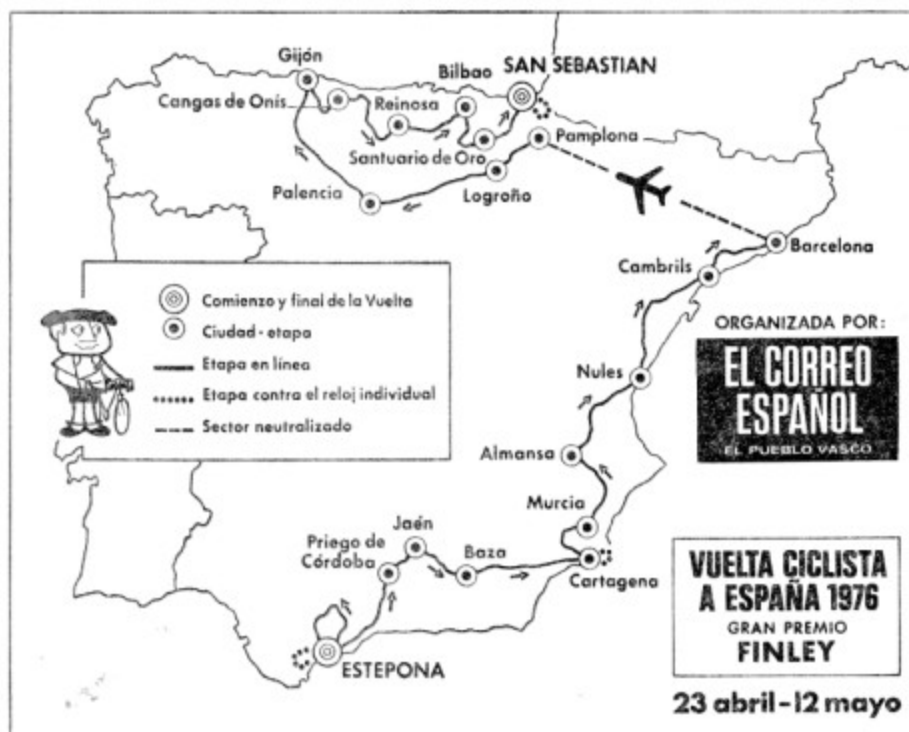 Gijón
Bilbao
SAN SEBASTIAN
Cangas de Onís
Reinosa
Santuario de Oro
Pamplona
Palencia
Logroño
Barcelona
Cambrils
Comienzo y final de la Vuelta
Ciudad - etapa
Etapa en línea
Etapa contra el reloj individual
Sector neutralizado
ORGANIZADA POR:
EL CORREO
ESPAÑOL
EL PUEBLO VASCO
Nules
Almansa
Murcia
Jaén
Priego de
Córdoba
Baza
Cartagena
ESTEPONA
VUELTA CICLISTA
A ESPAÑA 1976
GRAN PREMIO
FINLEY
23 abril-12 mayo